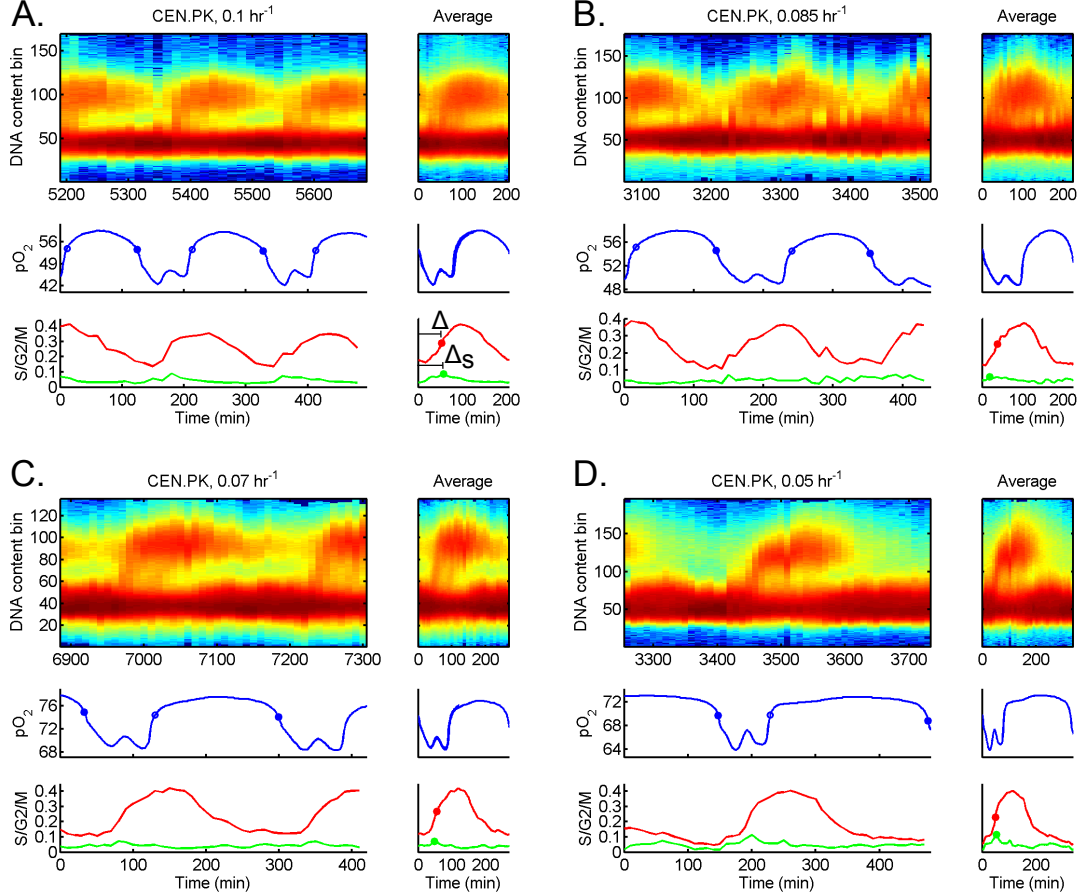 A.
CEN.PK, 0.1 hr⁻¹
Average
DNA content bin
150
100
50
5200 5300 5400 5500 5600
0 100 200
pO₂
56
49
42
S/G2/M
0.4
0.3
0.2
0.1
0
Δ
ΔS
0 100 200 300 400
Time (min)
0 100 200
Time (min)
B.
CEN.PK, 0.085 hr⁻¹
Average
DNA content bin
150
100
50
3100 3200 3300 3400 3500
0 100 200
pO₂
56
52
48
S/G2/M
0.4
0.3
0.2
0.1
0
0 100 200 300 400
Time (min)
0 100 200
Time (min)
C.
CEN.PK, 0.07 hr⁻¹
Average
DNA content bin
120
100
80
60
40
20
6900 7000 7100 7200 7300
0 100 200
pO₂
76
72
68
S/G2/M
0.4
0.3
0.2
0.1
0
0 100 200 300 400
Time (min)
0 100 200
Time (min)
D.
CEN.PK, 0.05 hr⁻¹
Average
DNA content bin
150
100
50
3300 3400 3500 3600 3700
0 200
pO₂
72
68
64
S/G2/M
0.4
0.3
0.2
0.1
0
0 100 200 300 400
Time (min)
0 200
Time (min)